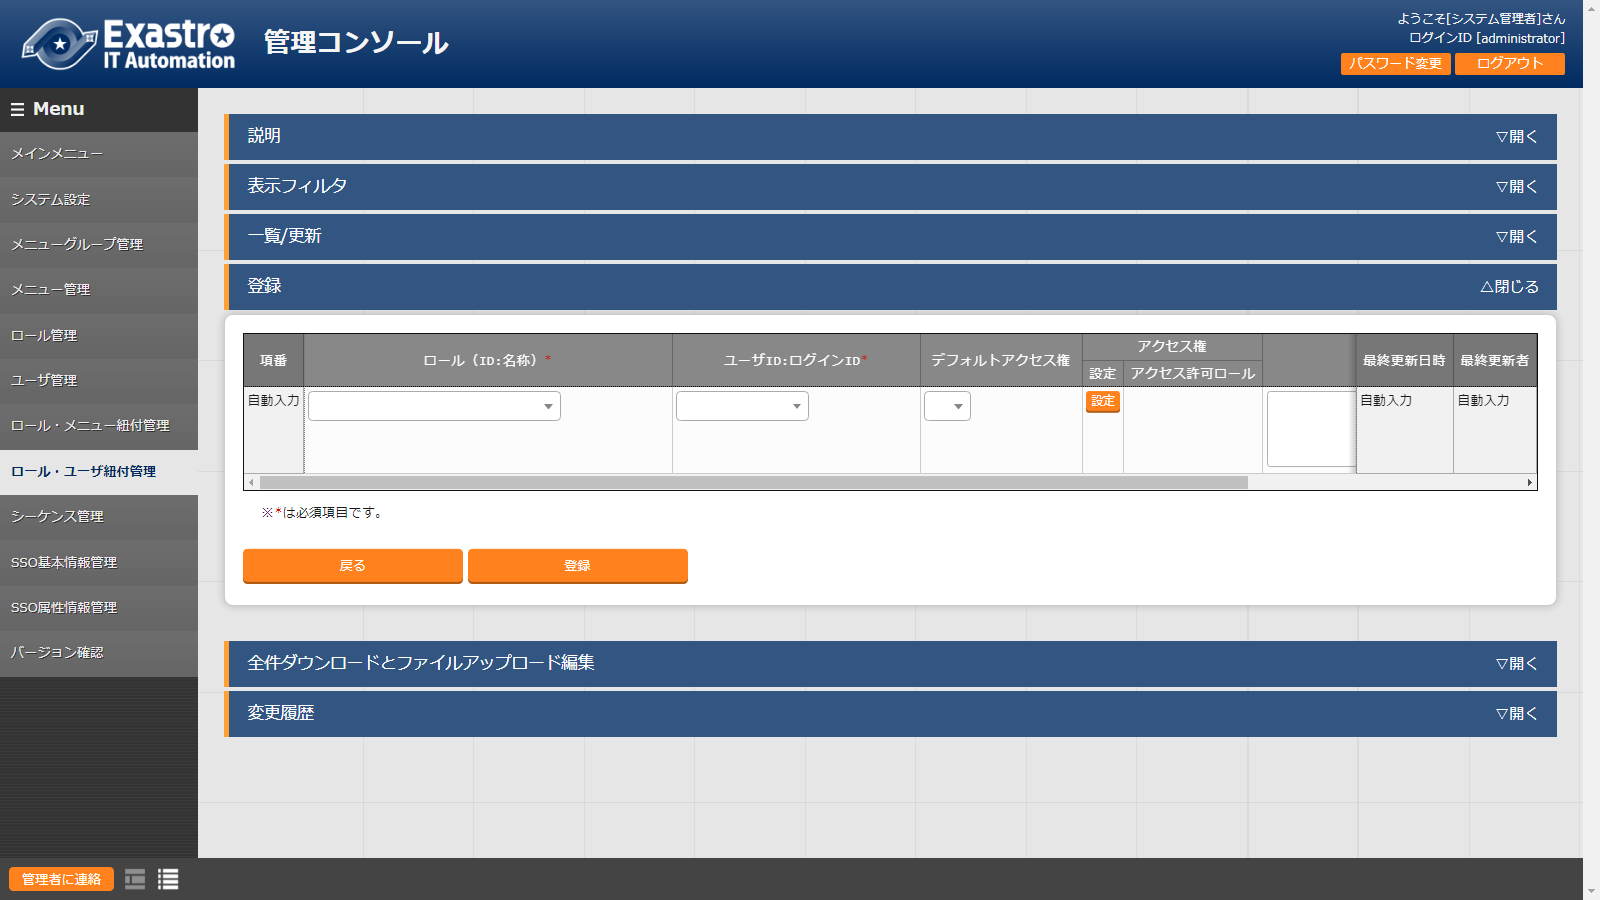 Exastro
IT Automation
管理コンソール
ようこそ[システム管理者]さん
ログインID [administrator]
パスワード変更
ログアウト
Menu
メインメニュー
システム設定
メニューグループ管理
メニュー管理
ロール管理
ユーザ管理
ロール・メニュー紐付管理
ロール・ユーザ紐付管理
シーケンス管理
SSO基本情報管理
SSO属性情報管理
バージョン確認
説明
▽開く
表示フィルタ
▽開く
一覧/更新
▽開く
登録
△閉じる
項番
ロール（ID:名称）*
ユーザID:ログインID*
デフォルトアクセス権
アクセス権
設定
アクセス許可ロール
最終更新日時
最終更新者
自動入力
設定
自動入力
自動入力
※*は必須項目です。
戻る
登録
全件ダウンロードとファイルアップロード編集
▽開く
変更履歴
▽開く
管理者に連絡